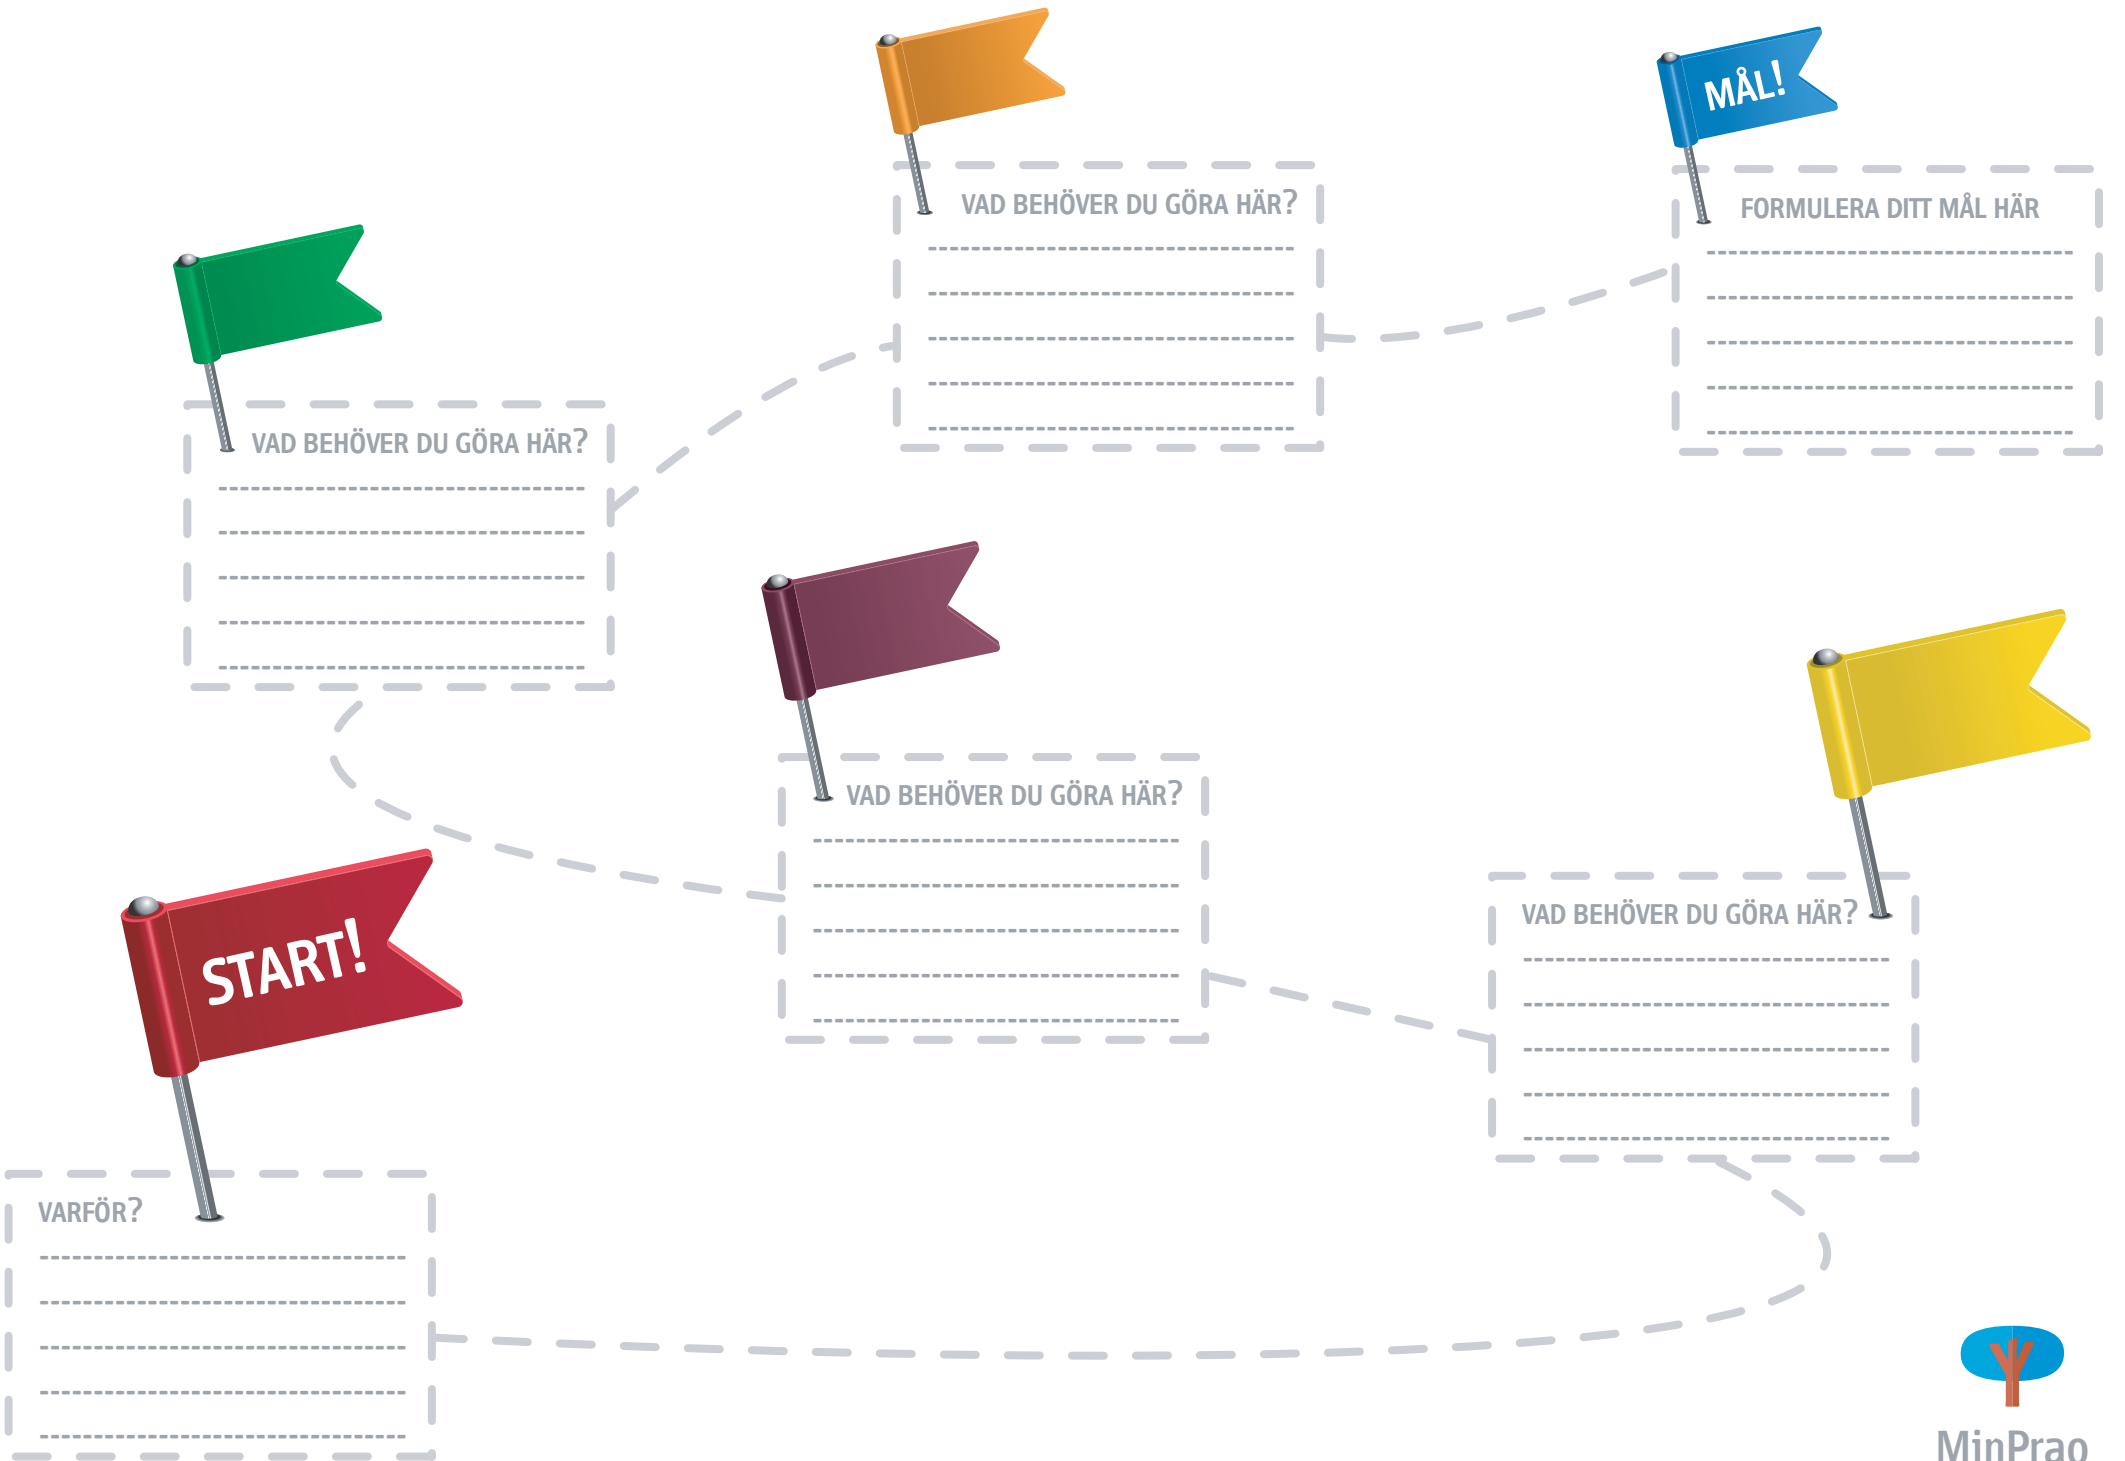 MÅL!
VAD BEHÖVER DU GÖRA HÄR?
FORMULERA DITT MÅL HÄR
VAD BEHÖVER DU GÖRA HÄR?
VAD BEHÖVER DU GÖRA HÄR?
VAD BEHÖVER DU GÖRA HÄR?
START!
VARFÖR?
MinPrao